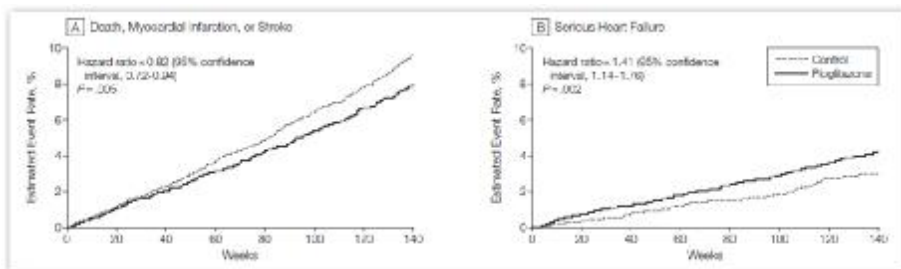 A Death, Myocardial Infarction, or Stroke
Hazard ratio = 0.82 (95% confidence
interval, 0.72-0.94)
P = .005
Estimated Event Rate, %
10
8
6
4
2
0
0 20 40 60 80 100 120 140
Weeks
B Serious Heart Failure
Hazard ratio = 1.41 (95% confidence
interval, 1.14-1.76)
P = .002
Control
Pioglitazone
Estimated Event Rate, %
10
8
6
4
2
0
0 20 40 60 80 100 120 140
Weeks